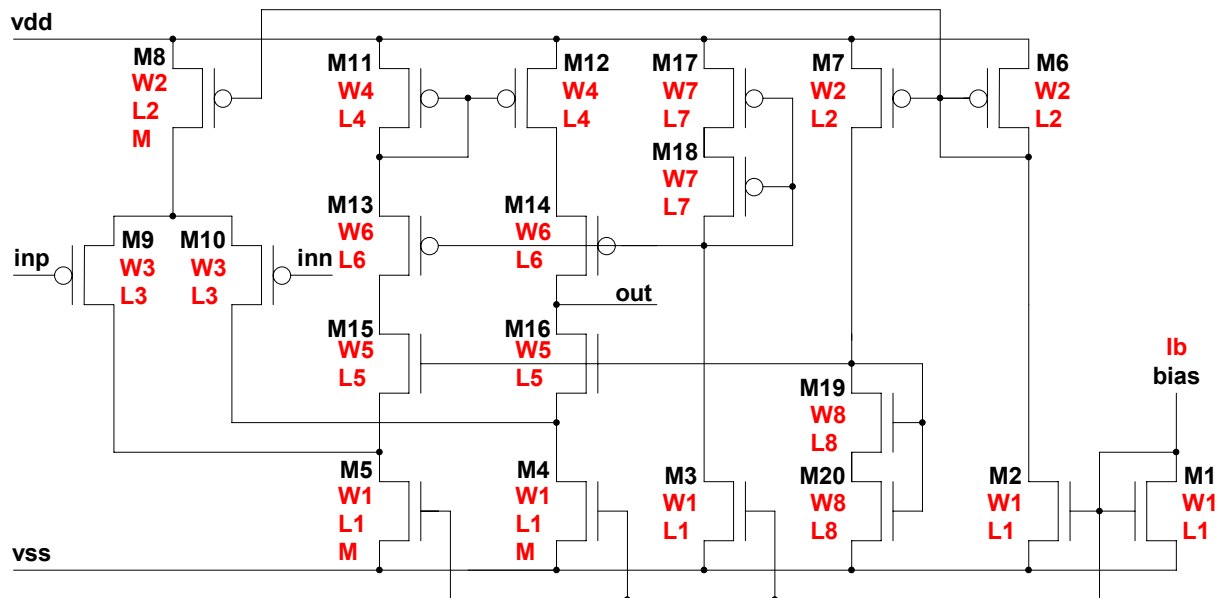 vdd
M8
W2
L2
M
M11
W4
L4
M12
W4
L4
M17
W7
L7
M7
W2
L2
M6
W2
L2
M18
W7
L7
M13
W6
L6
M14
W6
L6
inp
M9
W3
L3
M10
W3
L3
inn
out
M15
W5
L5
M16
W5
L5
Ib
bias
M19
W8
L8
M5
W1
L1
M
M4
W1
L1
M
M3
W1
L1
M20
W8
L8
M2
W1
L1
M1
W1
L1
vss